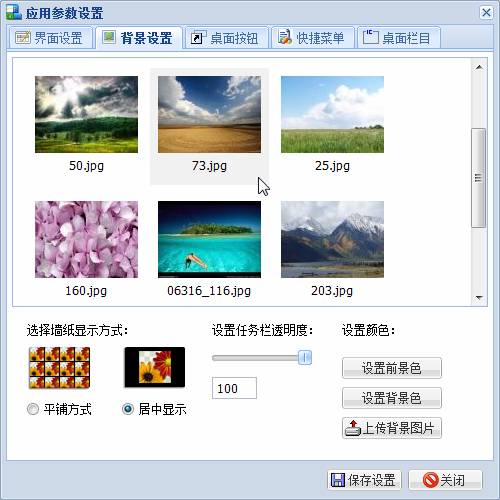 应用参数设置
界面设置 背景设置 桌面按钮 快捷菜单 桌面栏目
50.jpg 73.jpg 25.jpg
160.jpg 06316_116.jpg 203.jpg
选择墙纸显示方式: 设置任务栏透明度: 设置颜色:
设置前景色
100
设置背景色
平铺方式 居中显示
上传背景图片
保存设置 关闭